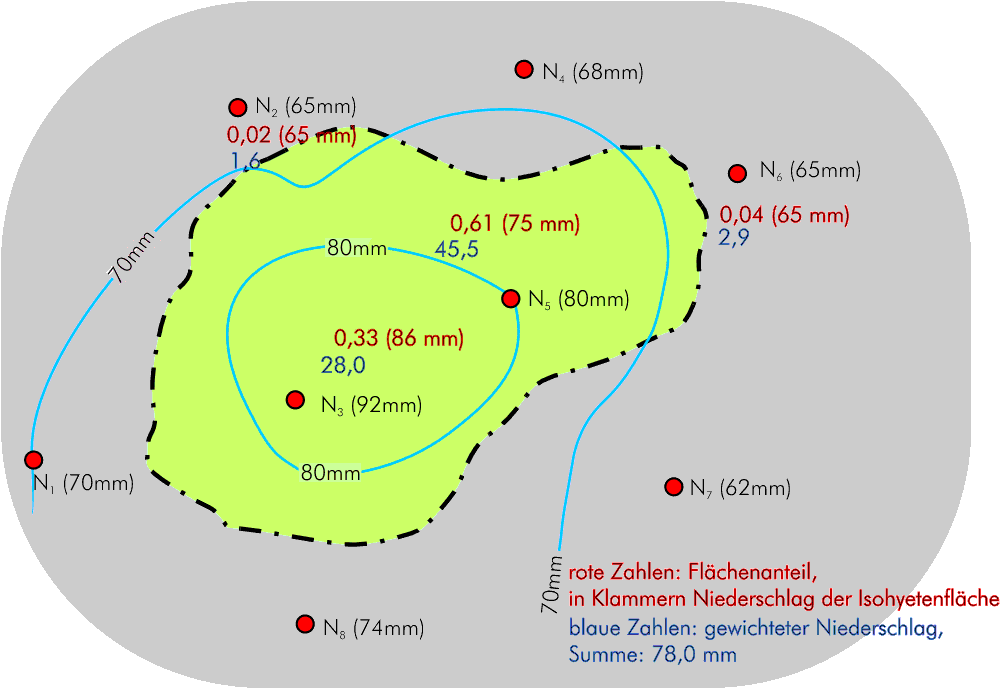 N4 (68mm)
N2 (65mm)
0,02 (65 mm)
1,6
N6 (65mm)
0,04 (65 mm)
2,9
0,61 (75 mm)
45,5
80mm
70mm
N5 (80mm)
0,33 (86 mm)
28,0
N3 (92mm)
80mm
N1 (70mm)
N7 (62mm)
70mm
rote Zahlen: Flächenanteil,
in Klammern Niederschlag der Isohyetenfläche
blaue Zahlen: gewichteter Niederschlag,
Summe: 78,0 mm
N8 (74mm)